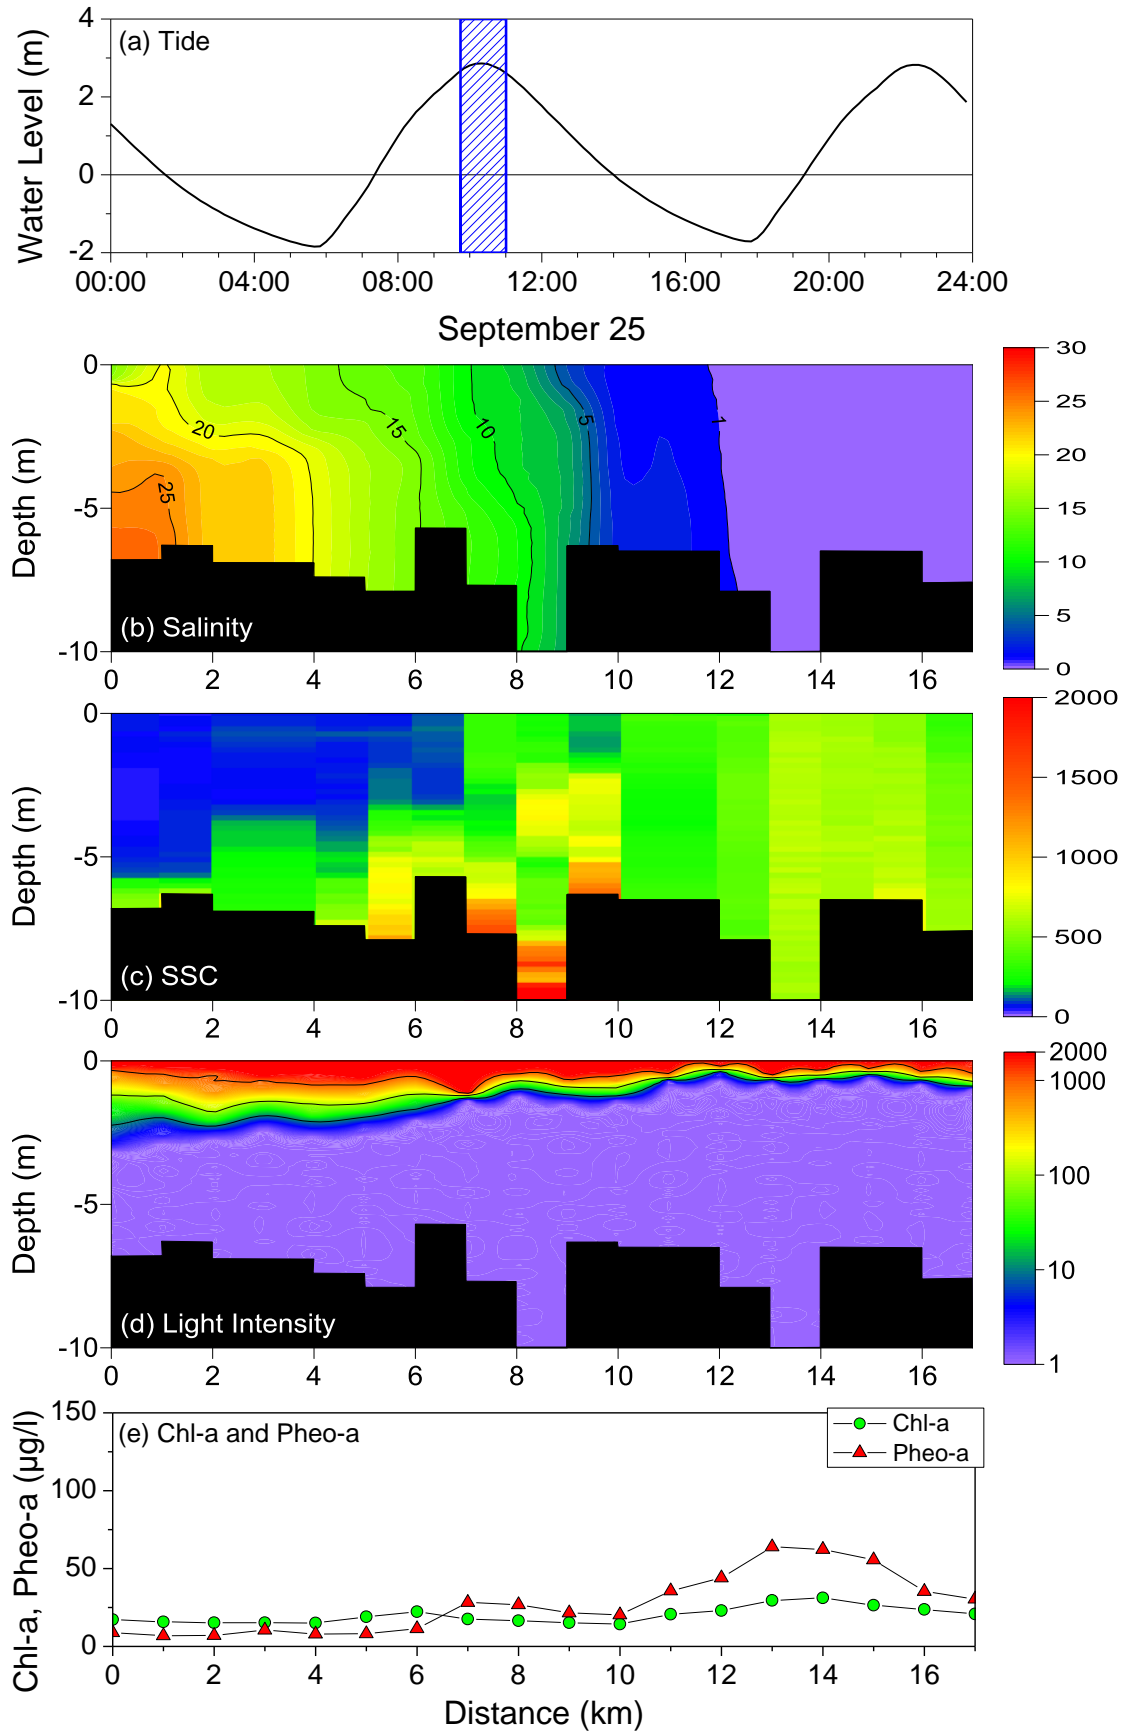 4
2
0
-2
Water Level (m)
(a) Tide
00:00 04:00 08:00 12:00 16:00 20:00 24:00
September 25
0
-5
-10
Depth (m)
20
25
15
10
5
1
(b) Salinity
0 2 4 6 8 10 12 14 16
30
25
20
15
10
5
0
0
-5
-10
Depth (m)
(c) SSC
0 2 4 6 8 10 12 14 16
2000
1500
1000
500
0
0
-5
-10
Depth (m)
(d) Light Intensity
0 2 4 6 8 10 12 14 16
2000
1000
100
10
1
150
100
50
0
Chl-a, Pheo-a (µg/l)
(e) Chl-a and Pheo-a
Chl-a
Pheo-a
0 2 4 6 8 10 12 14 16
Distance (km)